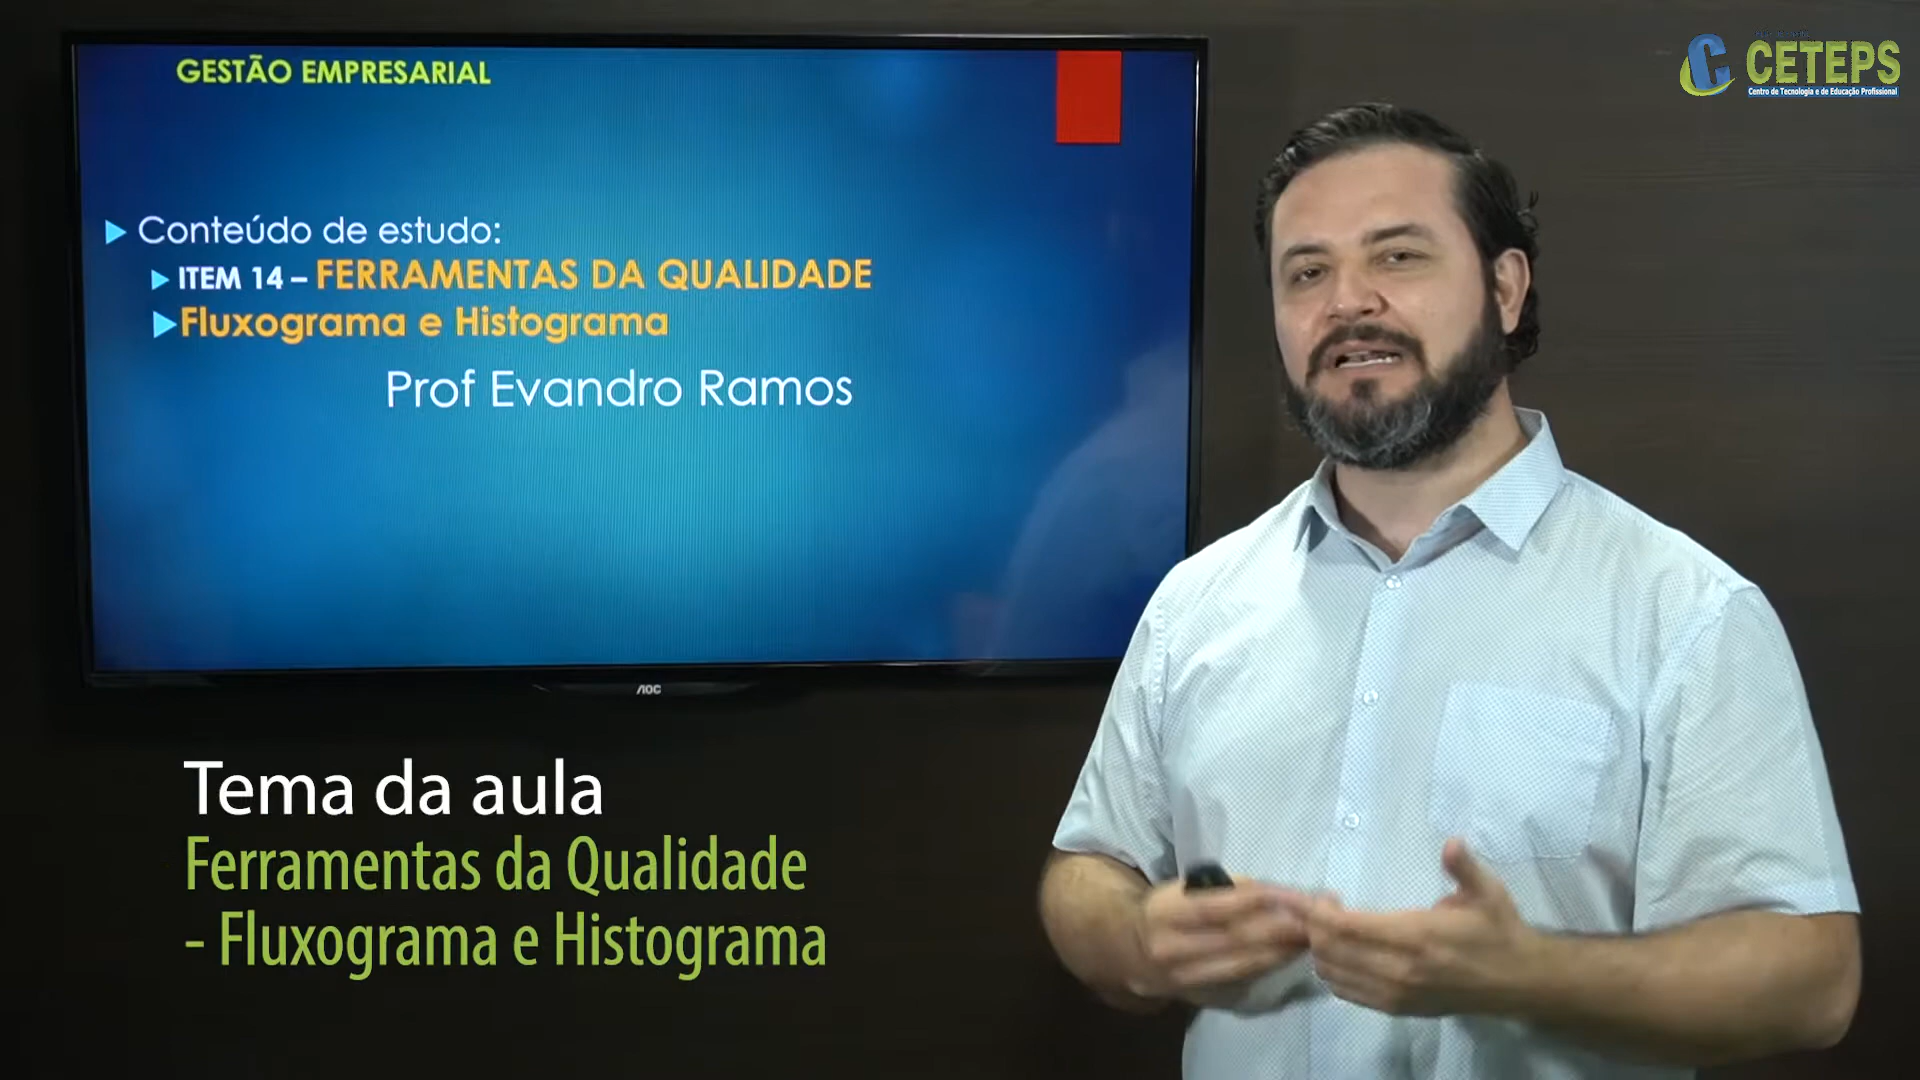 GESTÃO EMPRESARIAL
Conteúdo de estudo:
ITEM 14 – FERRAMENTAS DA QUALIDADE
Fluxograma e Histograma
Prof Evandro Ramos
AOC
CETEPS
Centro de Tecnologia e de Educação Profissional
Tema da aula
Ferramentas da Qualidade
- Fluxograma e Histograma